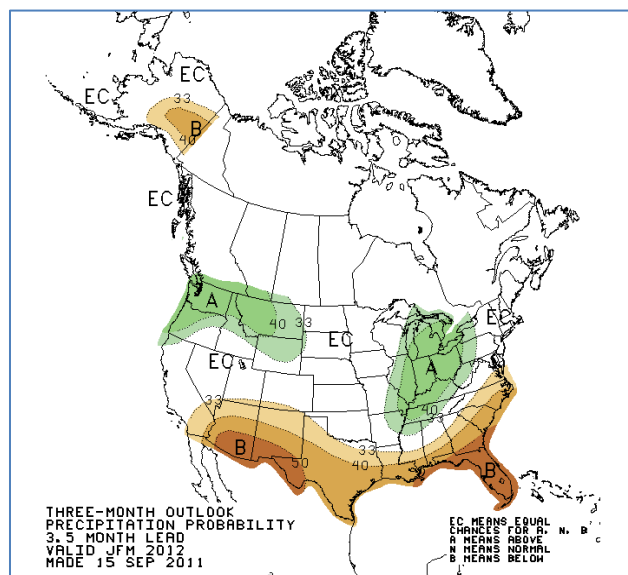 EC
EC
33
B
40
EC
A
40 33
EC
EC
EC
A
40
33
33
B
33
40
50
B
THREE-MONTH OUTLOOK
PRECIPITATION PROBABILITY
3.5 MONTH LEAD
VALID JFM 2012
MADE 15 SEP 2011
EC MEANS EQUAL
CHANCES FOR A, N, B
A MEANS ABOVE
N MEANS NORMAL
B MEANS BELOW